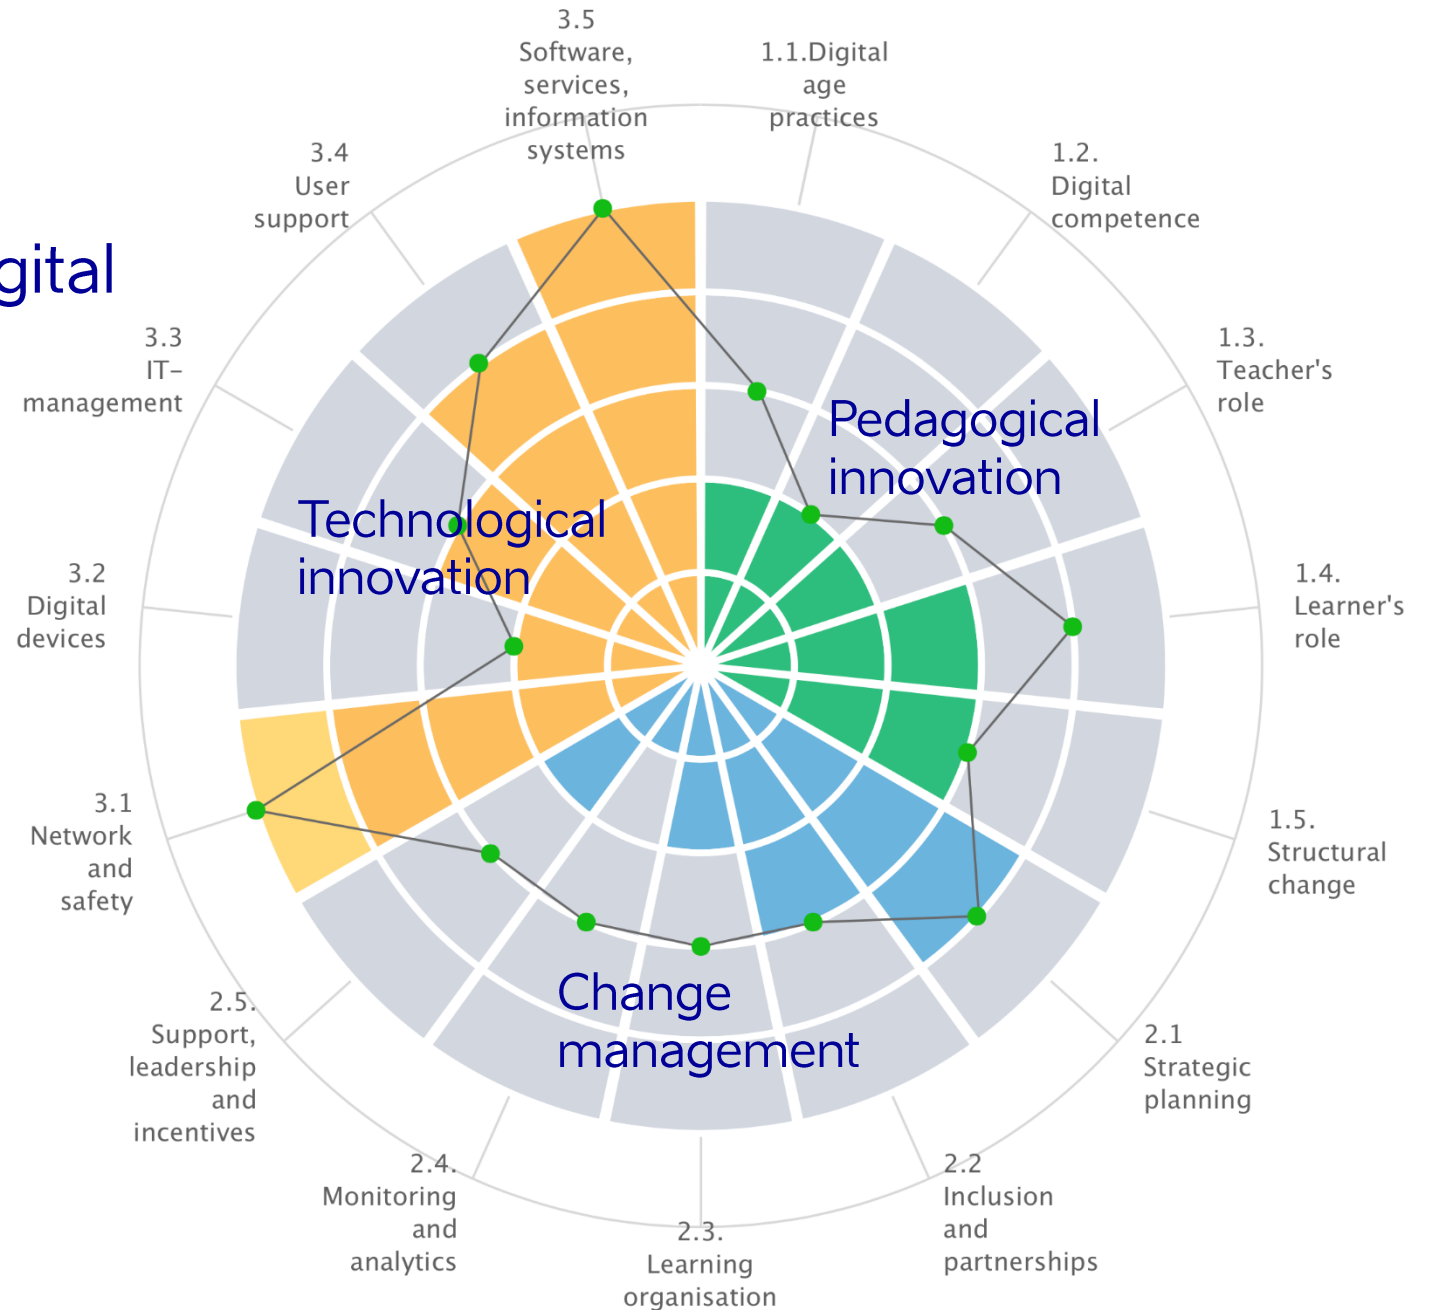 3.5
Software,
services,
information
systems
1.1.Digital
age
practices
1.2.
Digital
competence
1.3.
Teacher's
role
1.4.
Learner's
role
1.5.
Structural
change
2.1
Strategic
planning
2.2
Inclusion
and
partnerships
2.3.
Learning
organisation
2.4.
Monitoring
and
analytics
2.5.
Support,
leadership
and
incentives
3.1
Network
and
safety
3.2
Digital
devices
3.3
IT-
management
3.4
User
support
gital
Pedagogical
innovation
Technological
innovation
Change
management